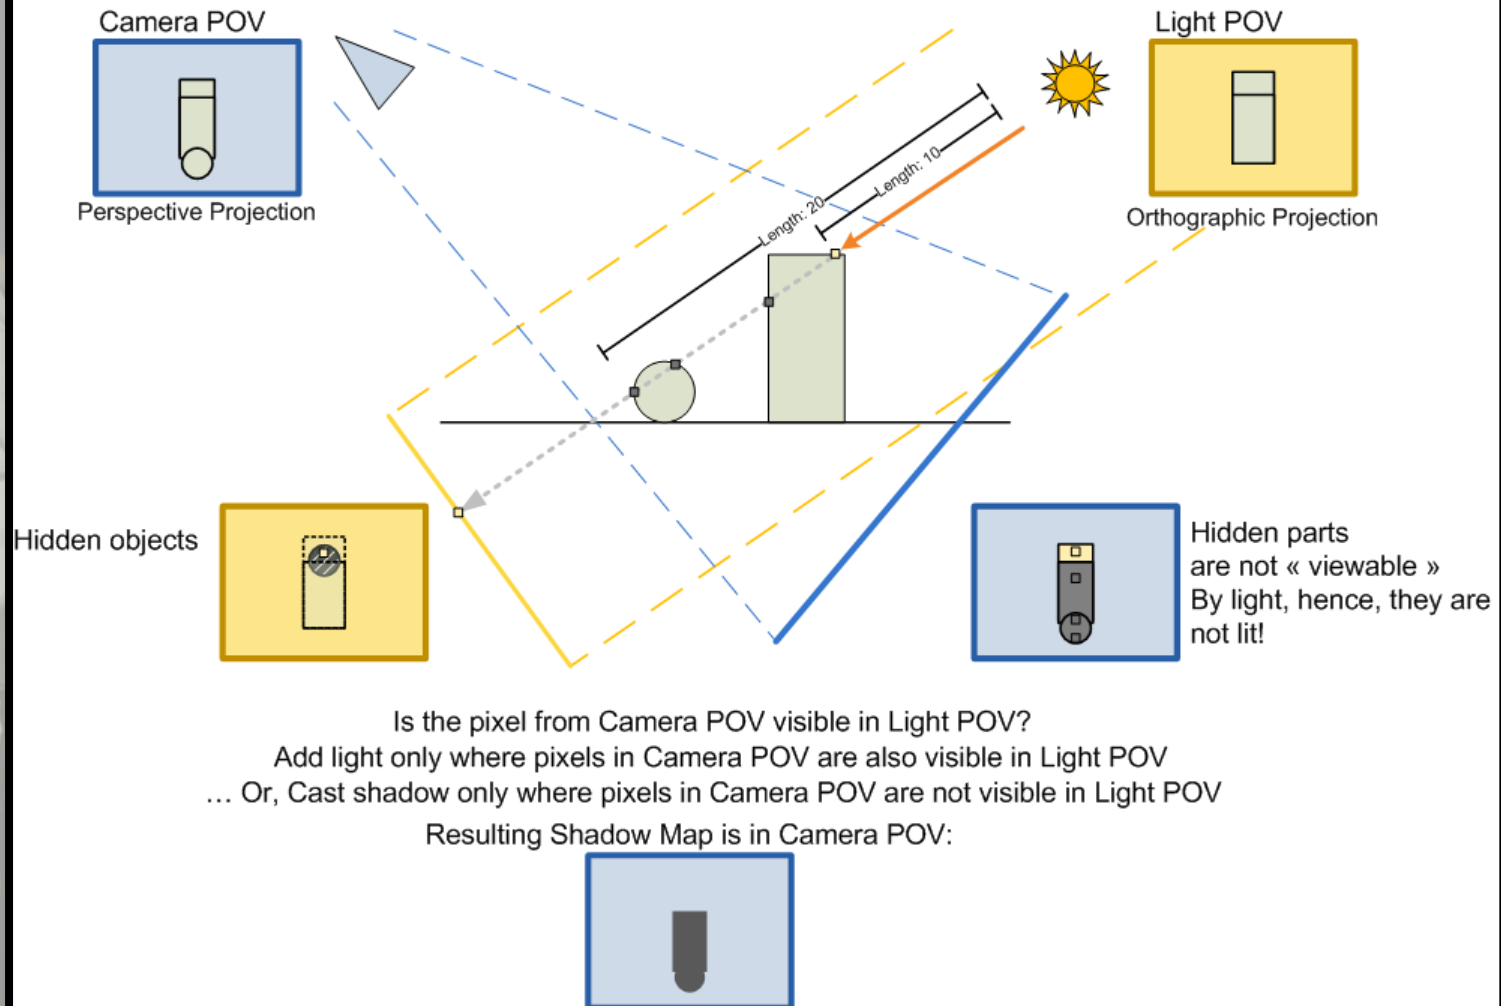 Camera POV
Light POV
Perspective Projection
Orthographic Projection
Length: 20
Length: 10
Hidden objects
Hidden parts
are not « viewable »
By light, hence, they are
not lit!
Is the pixel from Camera POV visible in Light POV?
Add light only where pixels in Camera POV are also visible in Light POV
… Or, Cast shadow only where pixels in Camera POV are not visible in Light POV
Resulting Shadow Map is in Camera POV: